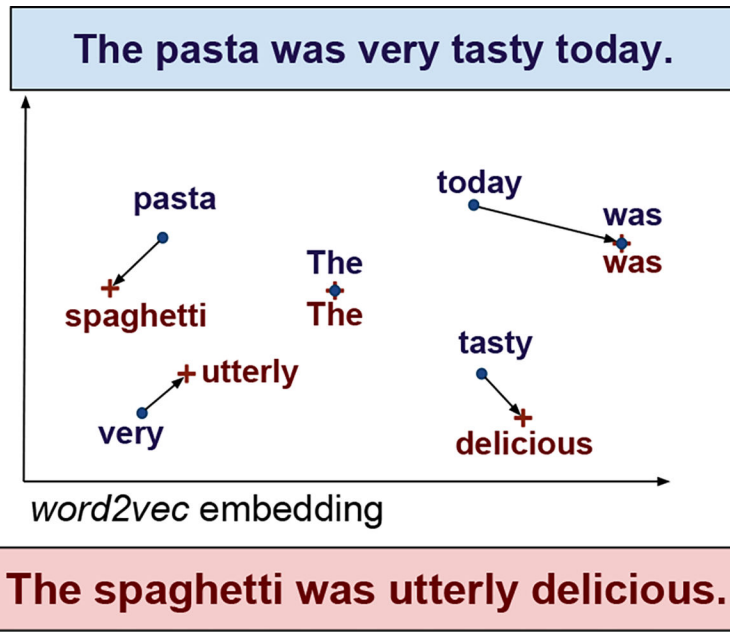 The pasta was very tasty today.
today
pasta
was
The
was
spaghetti
The
tasty
utterly
very
delicious
word2vec embedding
The spaghetti was utterly tasty delicious.